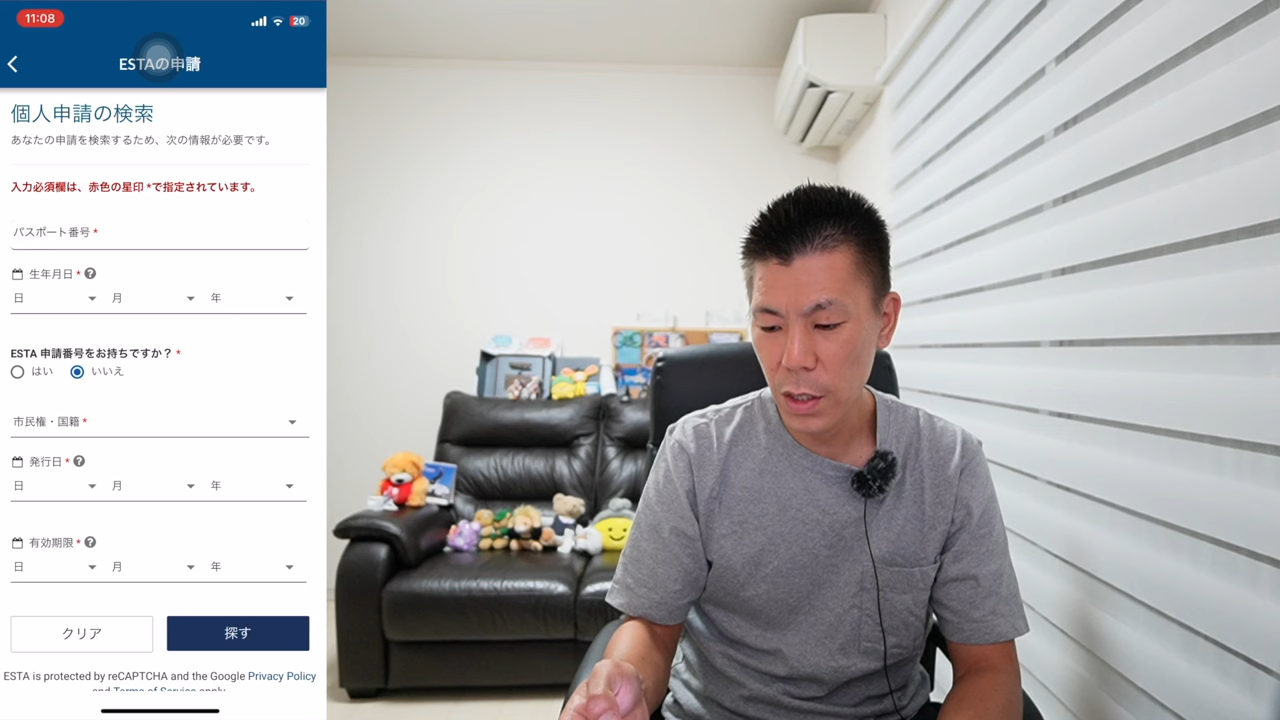 11:08
20
ESTAの申請
個人申請の検索
あなたの申請を検索するため、次の情報が必要です。
入力必須欄は、赤色の星印 *で指定されています。
パスポート番号 *
生年月日 * ?
日 月 年
ESTA 申請番号をお持ちですか？ *
はい いいえ
市民権・国籍 *
発行日 * ?
日 月 年
有効期限 * ?
日 月 年
クリア 探す
ESTA is protected by reCAPTCHA and the Google Privacy Policy
and Terms of Service apply.